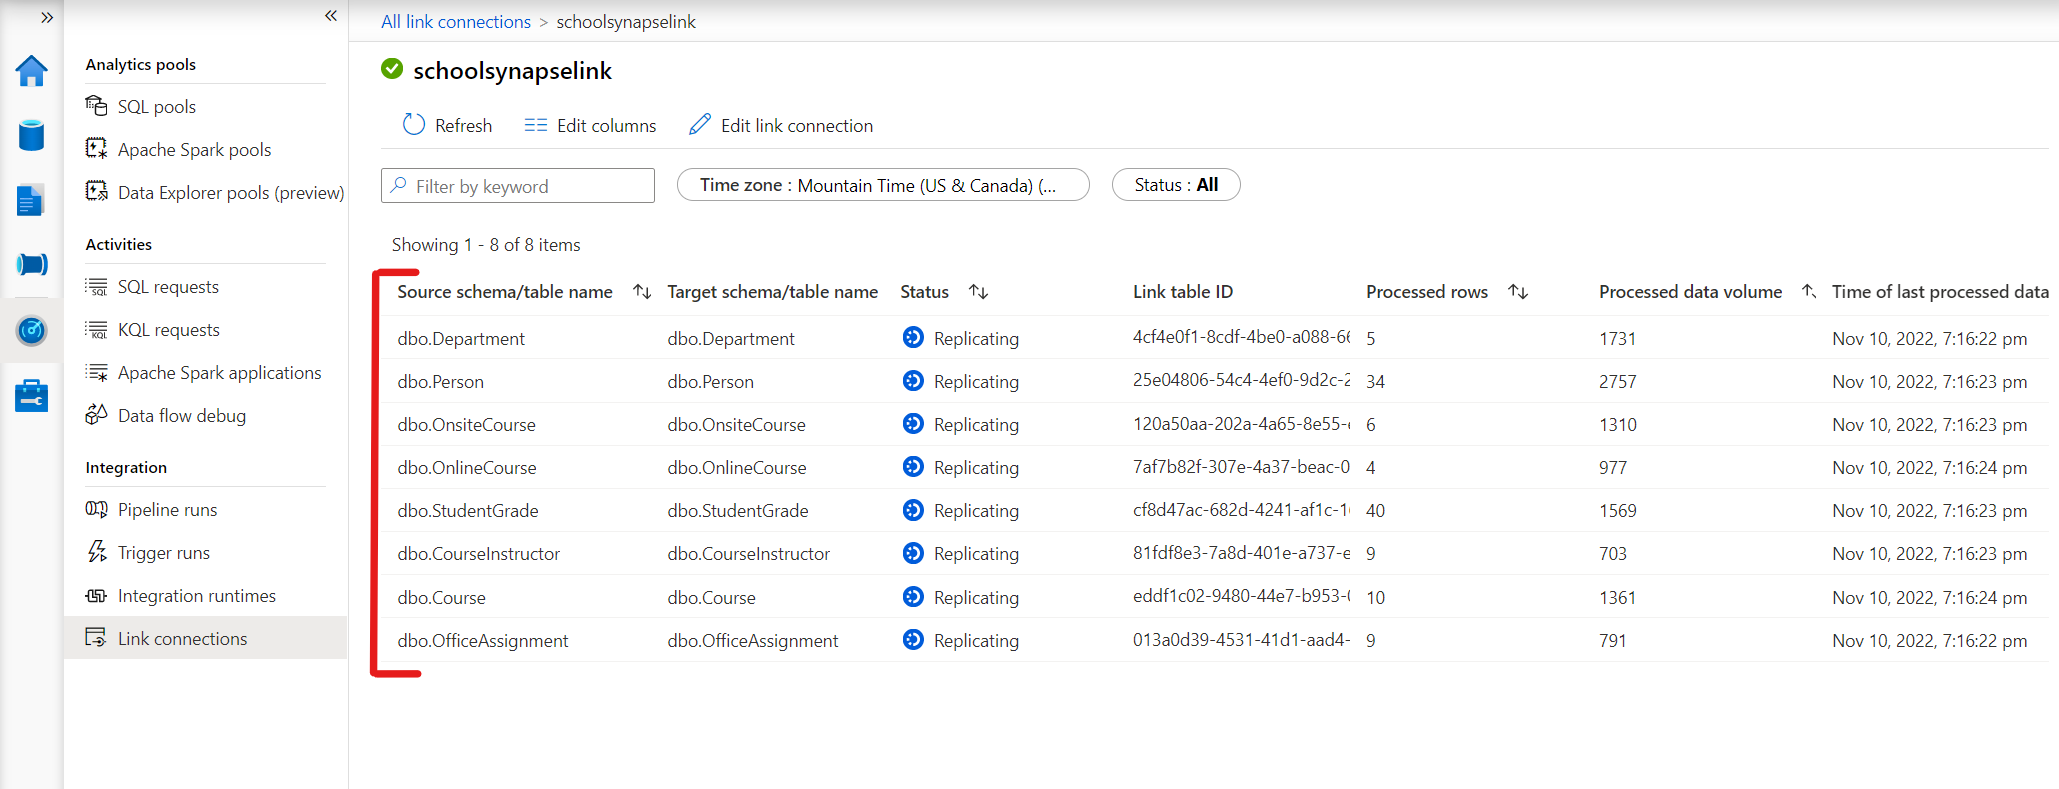 All link connections > schoolsynapselink
schoolsynapselink
Refresh Edit columns Edit link connection
Filter by keyword Time zone : Mountain Time (US & Canada) (... Status : All
Showing 1 - 8 of 8 items
Source schema/table name Target schema/table name Status Link table ID Processed rows Processed data volume Time of last processed data
dbo.Department dbo.Department Replicating 4cf4e0f1-8cdf-4be0-a088-66 5 1731 Nov 10, 2022, 7:16:22 pm
dbo.Person dbo.Person Replicating 25e04806-54c4-4ef0-9d2c-2 34 2757 Nov 10, 2022, 7:16:23 pm
dbo.OnsiteCourse dbo.OnsiteCourse Replicating 120a50aa-202a-4a65-8e55- 6 1310 Nov 10, 2022, 7:16:23 pm
dbo.OnlineCourse dbo.OnlineCourse Replicating 7af7b82f-307e-4a37-beac-0 4 977 Nov 10, 2022, 7:16:24 pm
dbo.StudentGrade dbo.StudentGrade Replicating cf8d47ac-682d-4241-af1c-1 40 1569 Nov 10, 2022, 7:16:23 pm
dbo.CourseInstructor dbo.CourseInstructor Replicating 81fdf8e3-7a8d-401e-a737-e 9 703 Nov 10, 2022, 7:16:23 pm
dbo.Course dbo.Course Replicating eddf1c02-9480-44e7-b953- 10 1361 Nov 10, 2022, 7:16:24 pm
dbo.OfficeAssignment dbo.OfficeAssignment Replicating 013a0d39-4531-41d1-aad4- 9 791 Nov 10, 2022, 7:16:22 pm
Analytics pools
SQL pools
Apache Spark pools
Data Explorer pools (preview)
Activities
SQL requests
KQL requests
Apache Spark applications
Data flow debug
Integration
Pipeline runs
Trigger runs
Integration runtimes
Link connections